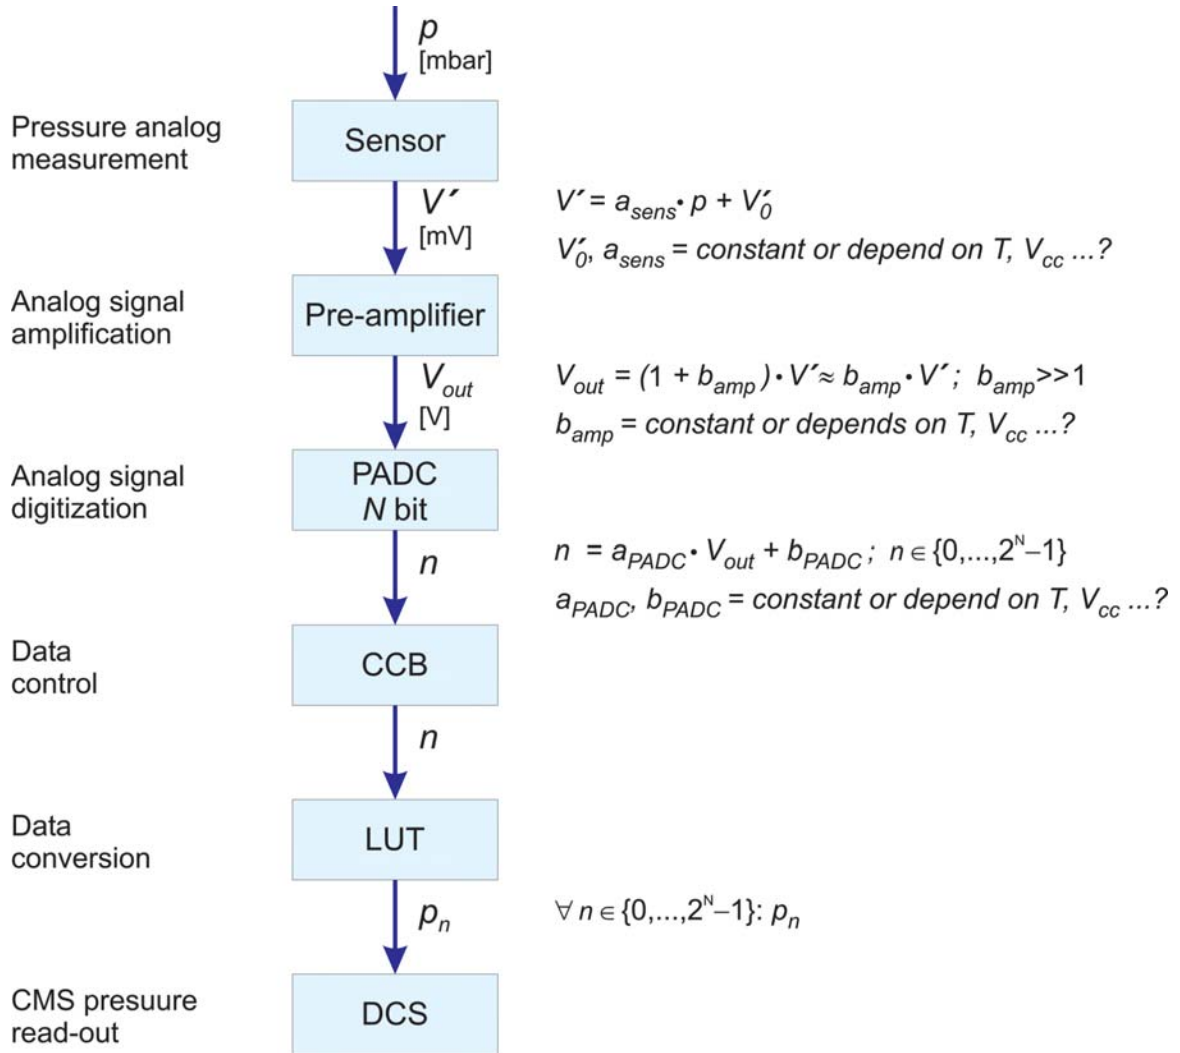 p
[mbar]
Pressure analog
measurement
Sensor
V´
[mV]
V´ = a_sens • p + V´_0
V´_0, a_sens = constant or depend on T, V_cc ...?
Analog signal
amplification
Pre-amplifier
V_out
[V]
V_out = (1 + b_amp ) • V´ ≈ b_amp • V´ ; b_amp >>1
b_amp = constant or depends on T, V_cc ...?
Analog signal
digitization
PADC
N bit
n
n = a_PADC • V_out + b_PADC ; n ∈ {0,...,2^N–1}
a_PADC, b_PADC = constant or depend on T, V_cc ...?
Data
control
CCB
n
Data
conversion
LUT
p_n
∀ n ∈ {0,...,2^N–1}: p_n
CMS presuure
read-out
DCS